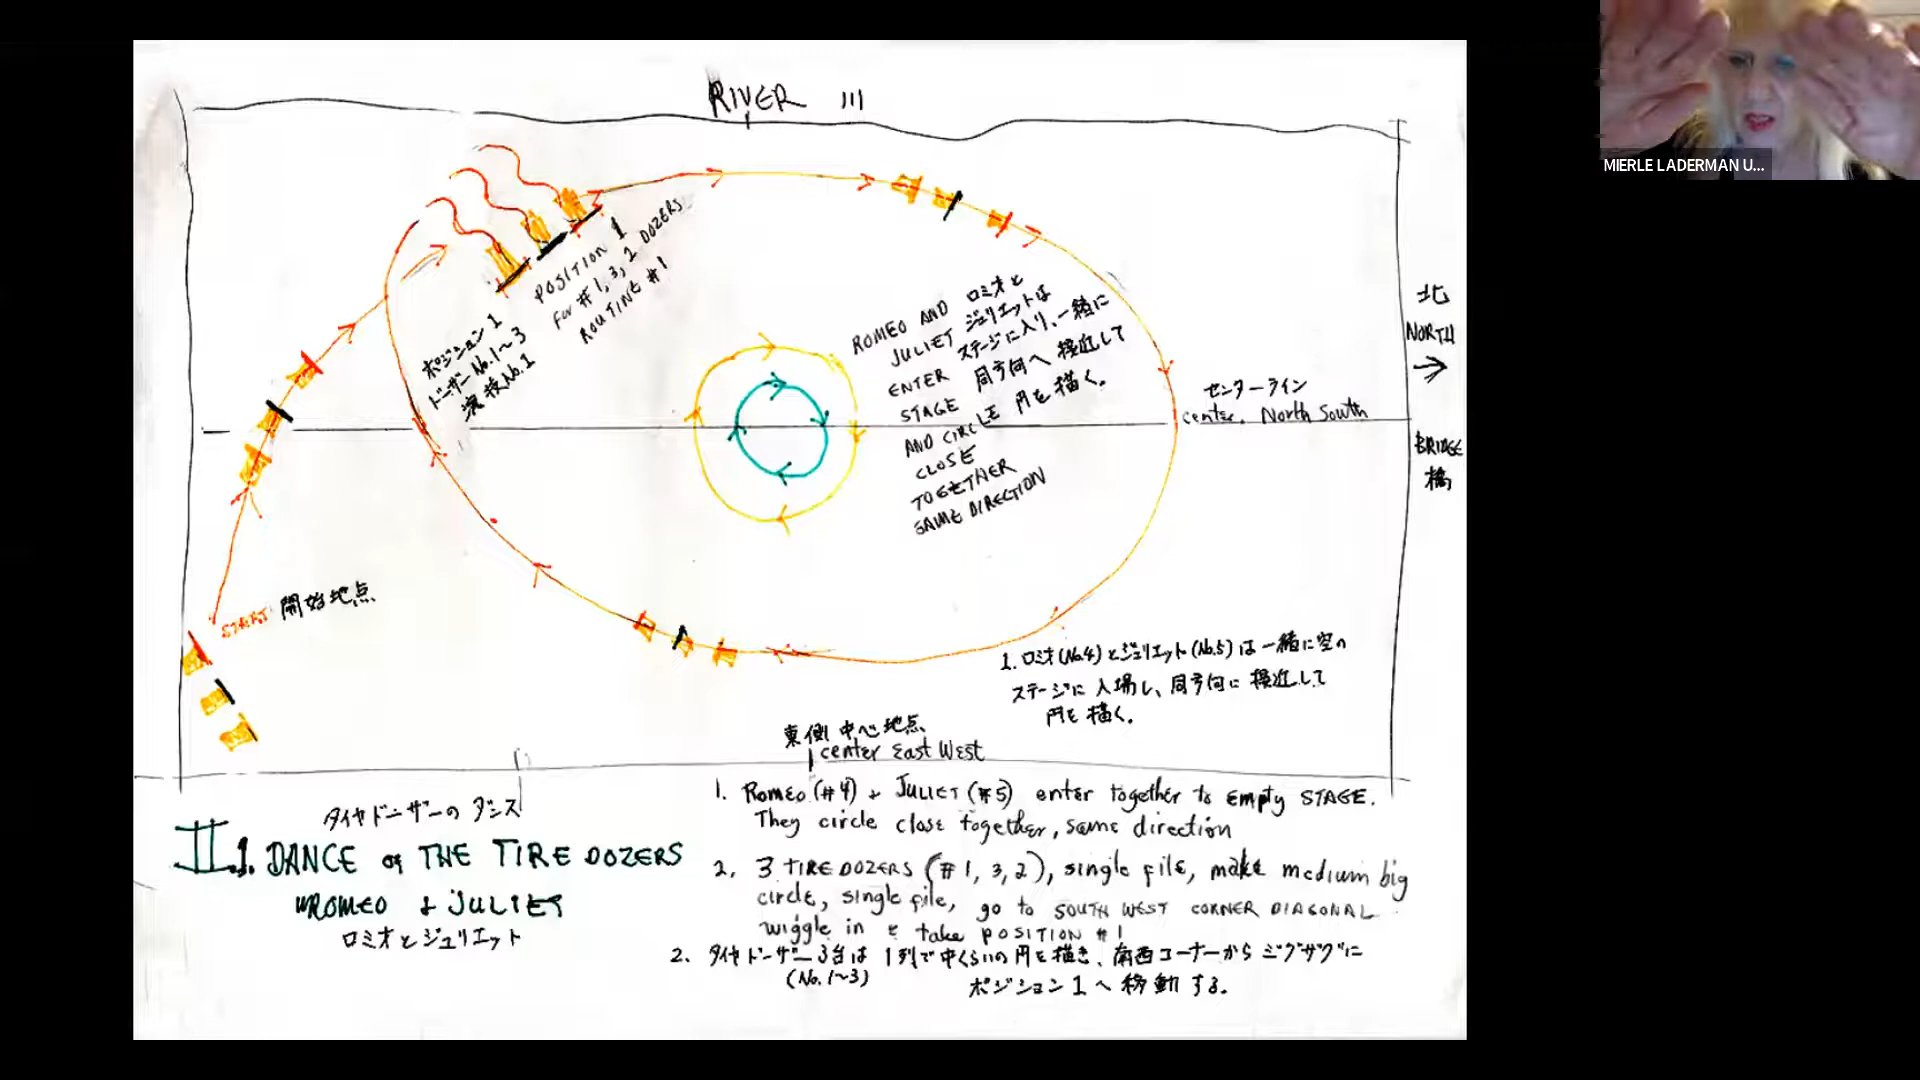 RIVER
MIERLE LADERMAN U...
POSITION 1
FOR #1, 3, 2 DOZERS
ROUTINE #1
ポジション1
ドーザーNo.1〜3
演技No.1
ROMEO AND
JULIET
ENTER
STAGE
AND CIRCLE
CLOSE
TOGETHER
SAME DIRECTION
ロミオと
ジュリエットは
ステージに入り、一緒に
同方向へ接近して
円を描く。
北
NORTH
センターライン
center. North South
BRIDGE
橋
START 開始地点
1. ロミオ(No.4)とジュリエット(No.5)は一緒に空の
ステージに入場し、同方向に接近して
円を描く。
東側中心地点
center East West
タイヤドーザーのダンス
II.1. DANCE of THE TIRE DOZERS
"ROMEO + JULIET
ロミオとジュリエット
1. ROMEO (#4) + JULIET (#5) enter together to EMPTY STAGE.
They circle close together, same direction
2. 3 TIRE DOZERS (#1, 3, 2), single file, make medium big
circle, single file, go to SOUTH WEST CORNER DIAGONAL
wiggle in & take POSITION #1
2. タイヤドーザー3台は1列で中くらいの円を描き、南西コーナーからジグザグに
(No.1〜3)
ポジション1へ移動する。